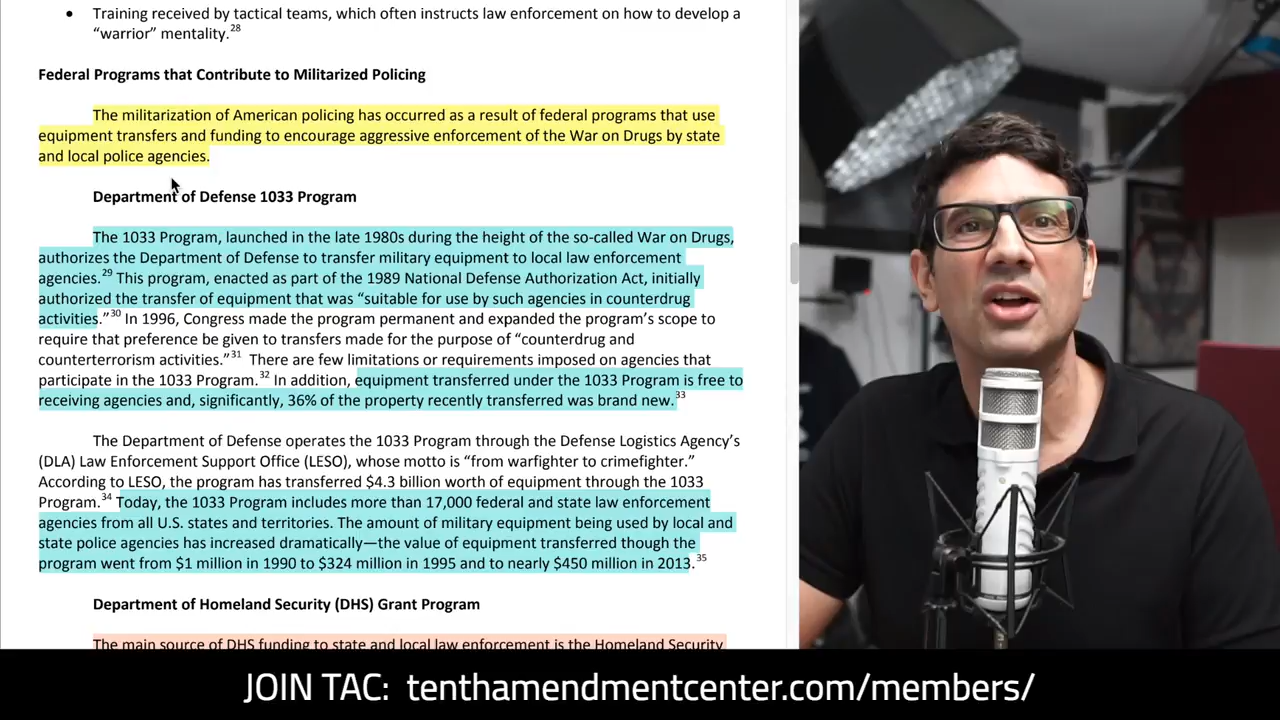 • Training received by tactical teams, which often instructs law enforcement on how to develop a
“warrior” mentality.28
Federal Programs that Contribute to Militarized Policing
The militarization of American policing has occurred as a result of federal programs that use
equipment transfers and funding to encourage aggressive enforcement of the War on Drugs by state
and local police agencies.
Department of Defense 1033 Program
The 1033 Program, launched in the late 1980s during the height of the so-called War on Drugs,
authorizes the Department of Defense to transfer military equipment to local law enforcement
agencies.29 This program, enacted as part of the 1989 National Defense Authorization Act, initially
authorized the transfer of equipment that was “suitable for use by such agencies in counterdrug
activities.”30 In 1996, Congress made the program permanent and expanded the program’s scope to
require that preference be given to transfers made for the purpose of “counterdrug and
counterterrorism activities.”31 There are few limitations or requirements imposed on agencies that
participate in the 1033 Program.32 In addition, equipment transferred under the 1033 Program is free to
receiving agencies and, significantly, 36% of the property recently transferred was brand new.33
The Department of Defense operates the 1033 Program through the Defense Logistics Agency’s
(DLA) Law Enforcement Support Office (LESO), whose motto is “from warfighter to crimefighter.”
According to LESO, the program has transferred $4.3 billion worth of equipment through the 1033
Program.34 Today, the 1033 Program includes more than 17,000 federal and state law enforcement
agencies from all U.S. states and territories. The amount of military equipment being used by local and
state police agencies has increased dramatically—the value of equipment transferred though the
program went from $1 million in 1990 to $324 million in 1995 and to nearly $450 million in 2013.35
Department of Homeland Security (DHS) Grant Program
The main source of DHS funding to state and local law enforcement is the Homeland Security
JOIN TAC: tenthamendmentcenter.com/members/